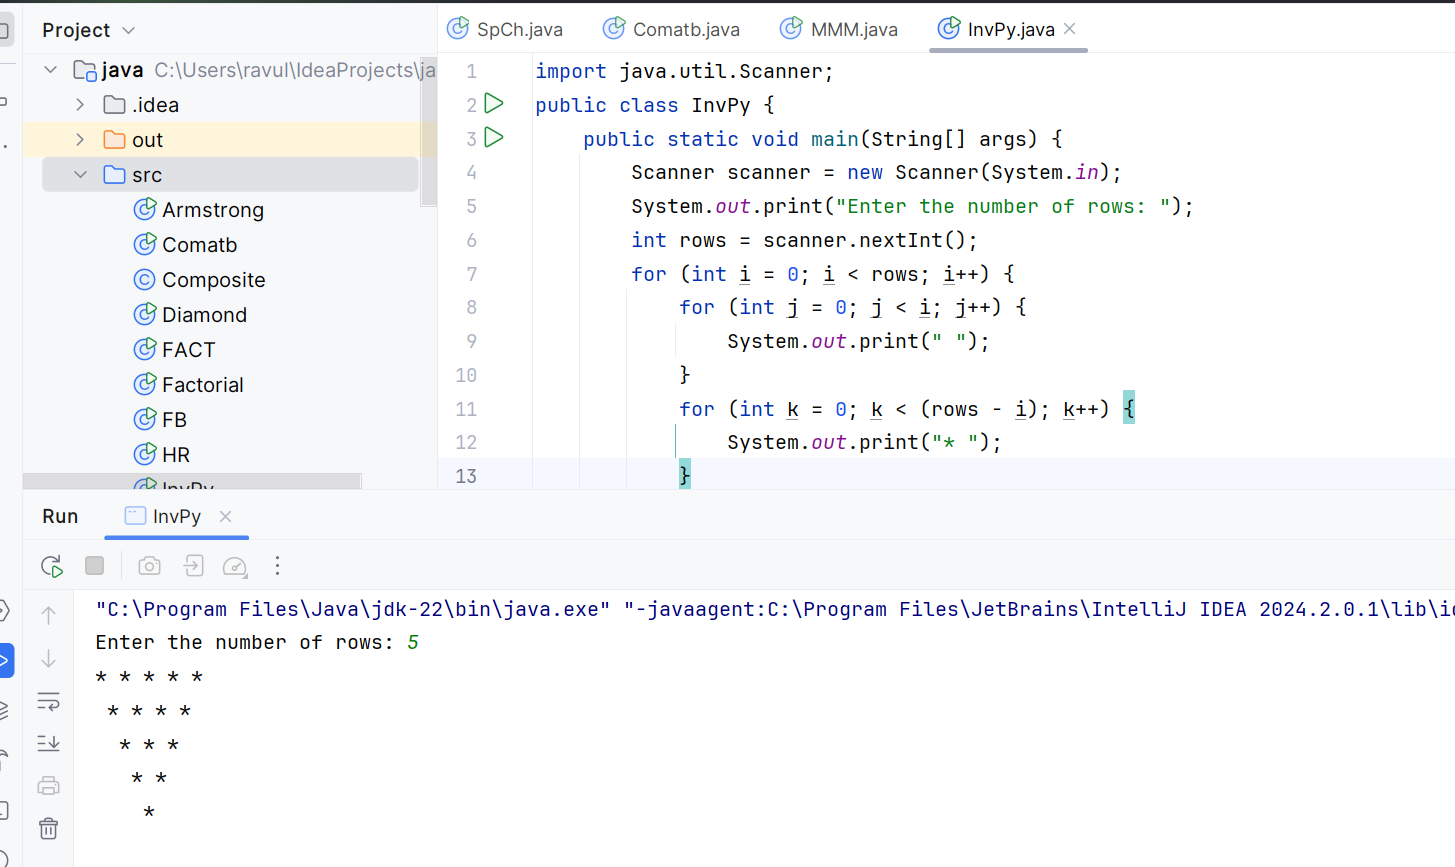 Project
java C:\Users\ravul\IdeaProjects\ja
.idea
out
src
Armstrong
Comatb
Composite
Diamond
FACT
Factorial
FB
HR
InvPy
SpCh.java Comatb.java MMM.java InvPy.java
1 import java.util.Scanner;
2 public class InvPy {
3 public static void main(String[] args) {
4 Scanner scanner = new Scanner(System.in);
5 System.out.print("Enter the number of rows: ");
6 int rows = scanner.nextInt();
7 for (int i = 0; i < rows; i++) {
8 for (int j = 0; j < i; j++) {
9 System.out.print(" ");
10 }
11 for (int k = 0; k < (rows - i); k++) {
12 System.out.print("* ");
13 }
Run InvPy
"C:\Program Files\Java\jdk-22\bin\java.exe" "-javaagent:C:\Program Files\JetBrains\IntelliJ IDEA 2024.2.0.1\lib\id
Enter the number of rows: 5
* * * * *
* * * *
* * *
* *
*